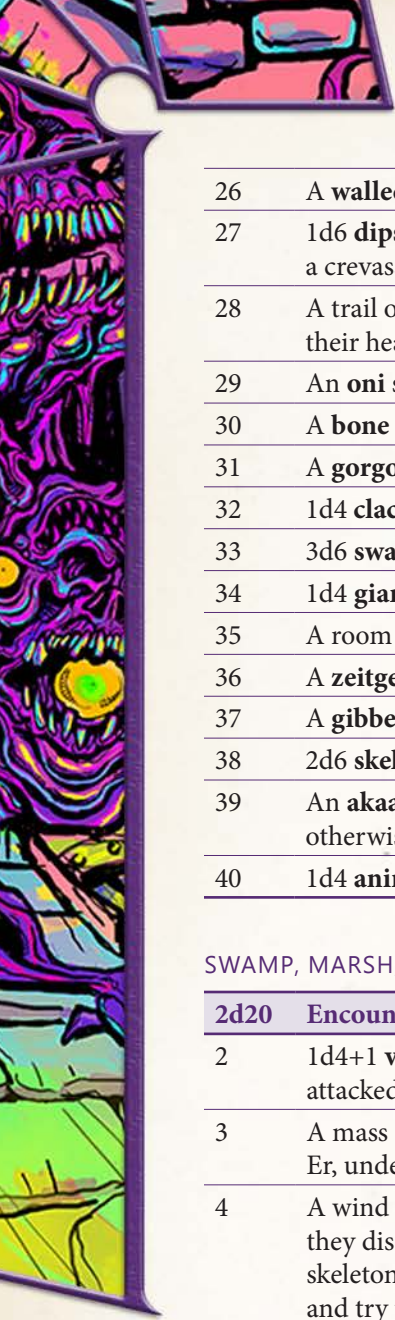 26 A walled
27 1d6 dips
a crevas
28 A trail o
their hea
29 An oni s
30 A bone
31 A gorgo
32 1d4 clac
33 3d6 swa
34 1d4 gian
35 A room
36 A zeitge
37 A gibbe
38 2d6 skel
39 An akaa
otherwis
40 1d4 anim
SWAMP, MARSH
2d20 Encoun
2 1d4+1 v
attacked
3 A mass
Er, unde
4 A wind
they dis
skeleton
and try